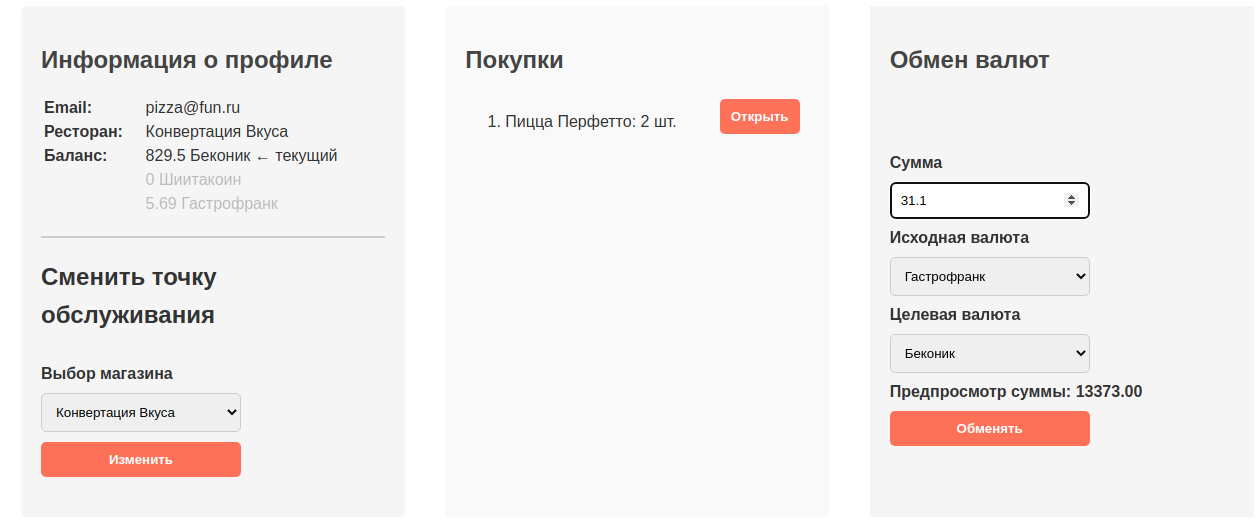 Информация о профиле
Email: pizza@fun.ru
Ресторан: Конвертация Вкуса
Баланс: 829.5 Беконик ← текущий
0 Шиитакоин
5.69 Гастрофранк
Сменить точку
обслуживания
Выбор магазина
Конвертация Вкуса
Изменить
Покупки
1. Пицца Перфетто: 2 шт.
Открыть
Обмен валют
Сумма
31.1
Исходная валюта
Гастрофранк
Целевая валюта
Беконик
Предпросмотр суммы: 13373.00
Обменять